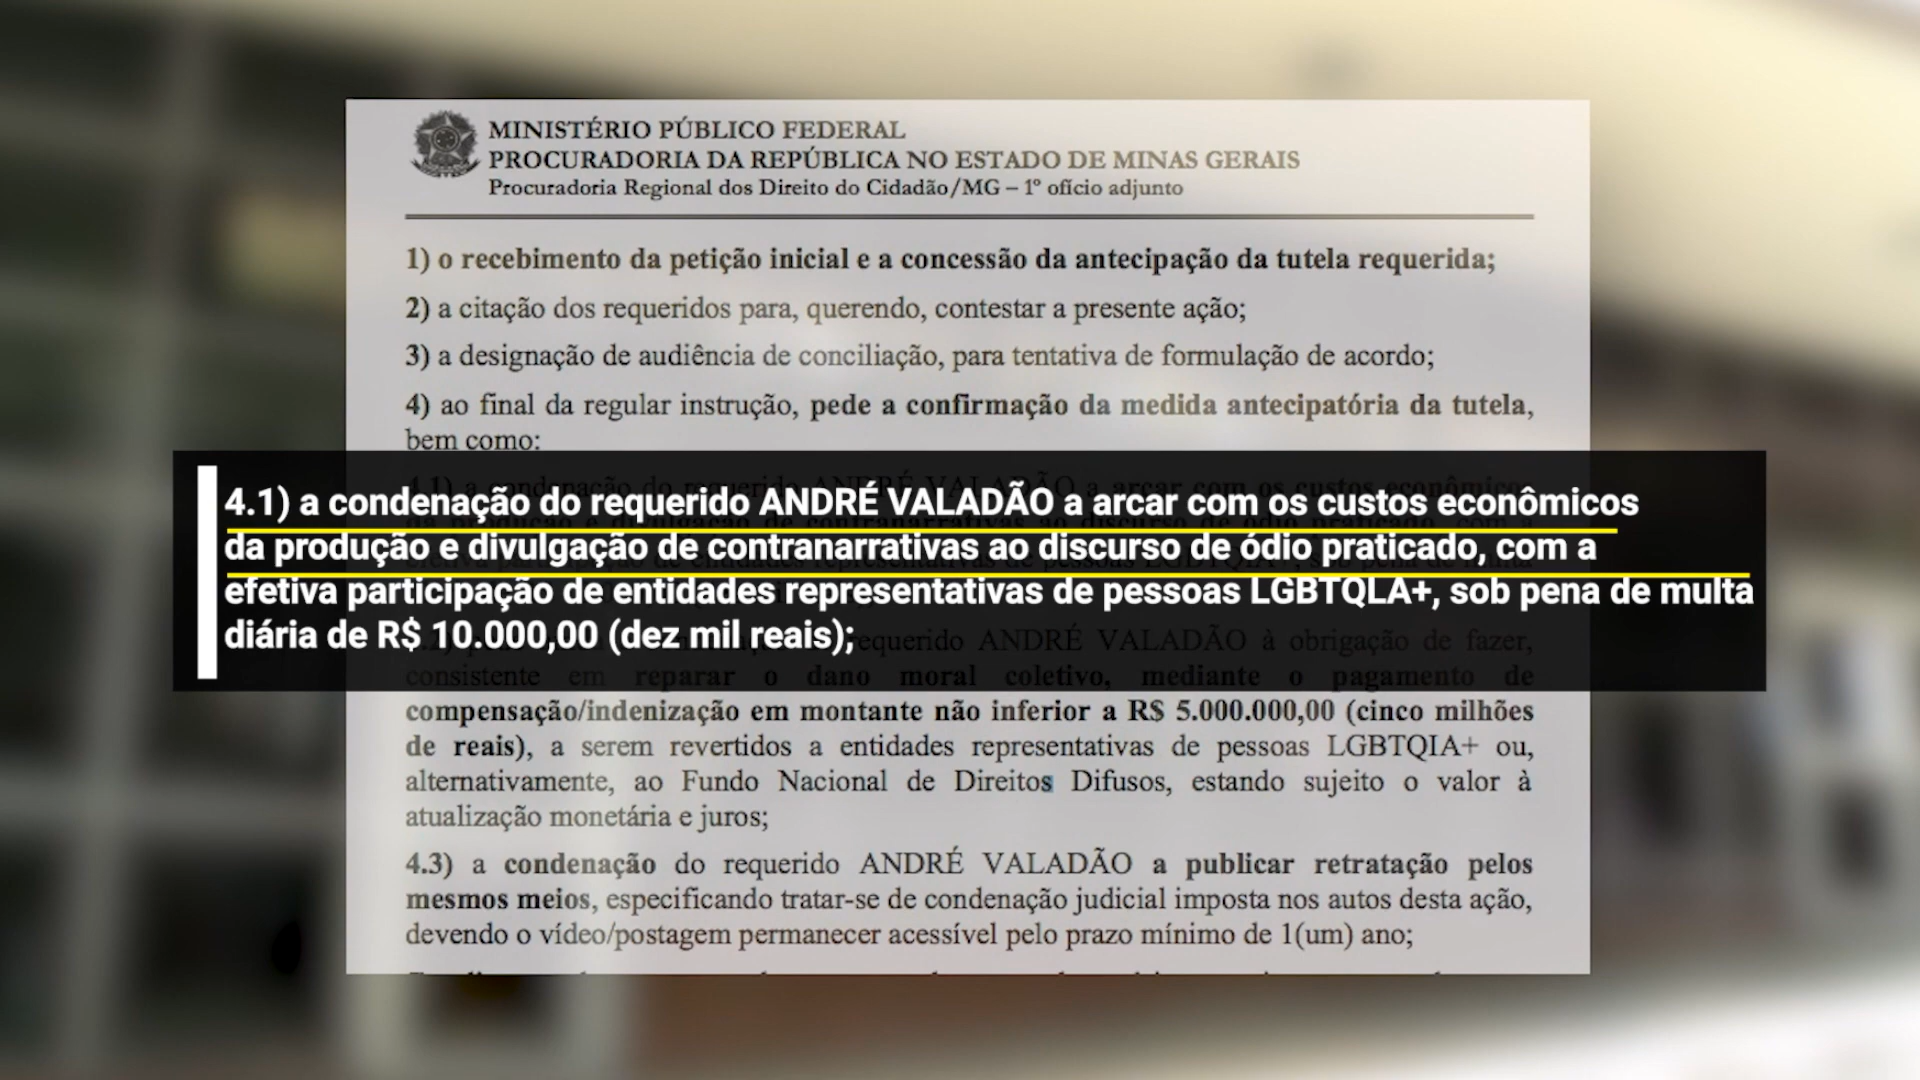 MINISTÉRIO PÚBLICO FEDERAL
PROCURADORIA DA REPÚBLICA NO ESTADO DE MINAS GERAIS
Procuradoria Regional dos Direito do Cidadão/MG – 1º ofício adjunto
1) o recebimento da petição inicial e a concessão da antecipação da tutela requerida;
2) a citação dos requeridos para, querendo, contestar a presente ação;
3) a designação de audiência de conciliação, para tentativa de formulação de acordo;
4) ao final da regular instrução, pede a confirmação da medida antecipatória da tutela,
bem como:
4.1) a condenação do requerido ANDRÉ VALADÃO a arcar com os custos econômicos
da produção e divulgação de contranarrativas ao discurso de ódio praticado, com a
efetiva participação de entidades representativas de pessoas LGBTQLA+, sob pena de multa
diária de R$ 10.000,00 (dez mil reais);
requerido ANDRÉ VALADÃO à obrigação de fazer,
consistente em reparar o dano moral coletivo, mediante o pagamento de
compensação/indenização em montante não inferior a R$ 5.000.000,00 (cinco milhões
de reais), a serem revertidos a entidades representativas de pessoas LGBTQIA+ ou,
alternativamente, ao Fundo Nacional de Direitos Difusos, estando sujeito o valor à
atualização monetária e juros;
4.3) a condenação do requerido ANDRÉ VALADÃO a publicar retratação pelos
mesmos meios, especificando tratar-se de condenação judicial imposta nos autos desta ação,
devendo o vídeo/postagem permanecer acessível pelo prazo mínimo de 1(um) ano;